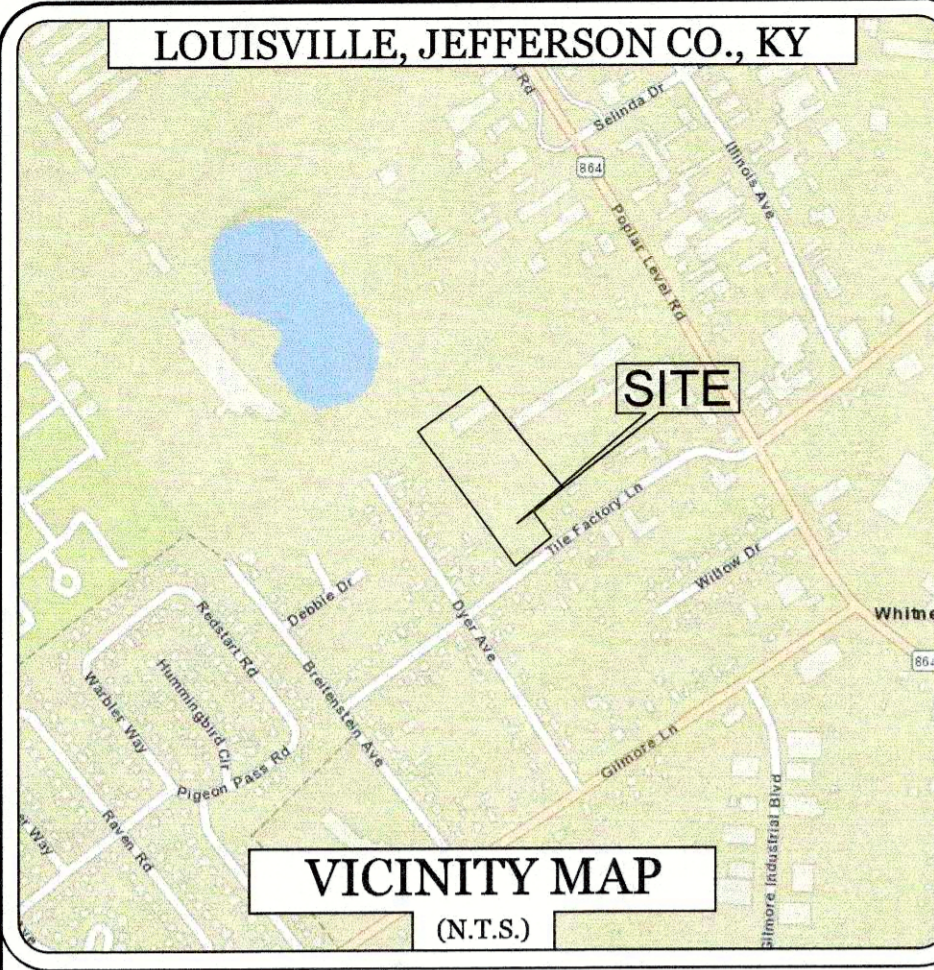 LOUISVILLE, JEFFERSON CO., KY
Rd
Selinda Dr
864
Illinois Ave
Poplar Level Rd
SITE
Tile Factory Ln
Willow Dr
Debbie Dr
Dyer Ave
Redstart Rd
Hummingbird Cir
Warbler Way
Breitenstein Ave
Pigeon Pass Rd
Whitne
864
Gilmore Ln
Raven Rd
er Way
Gilmore Industrial Blvd
VICINITY MAP
(N.T.S.)